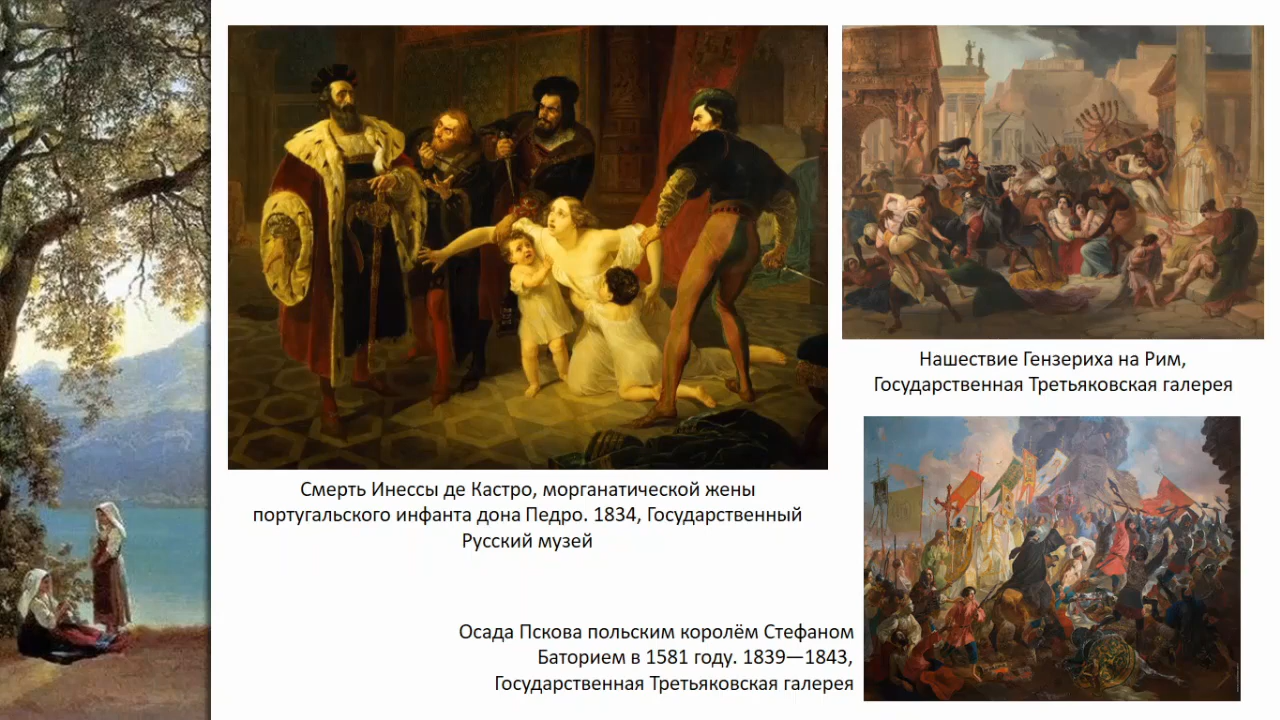 Нашествие Гензериха на Рим,
Государственная Третьяковская галерея
Смерть Инессы де Кастро, морганатической жены
португальского инфанта дона Педро. 1834, Государственный
Русский музей
Осада Пскова польским королём Стефаном
Баторием в 1581 году. 1839—1843,
Государственная Третьяковская галерея